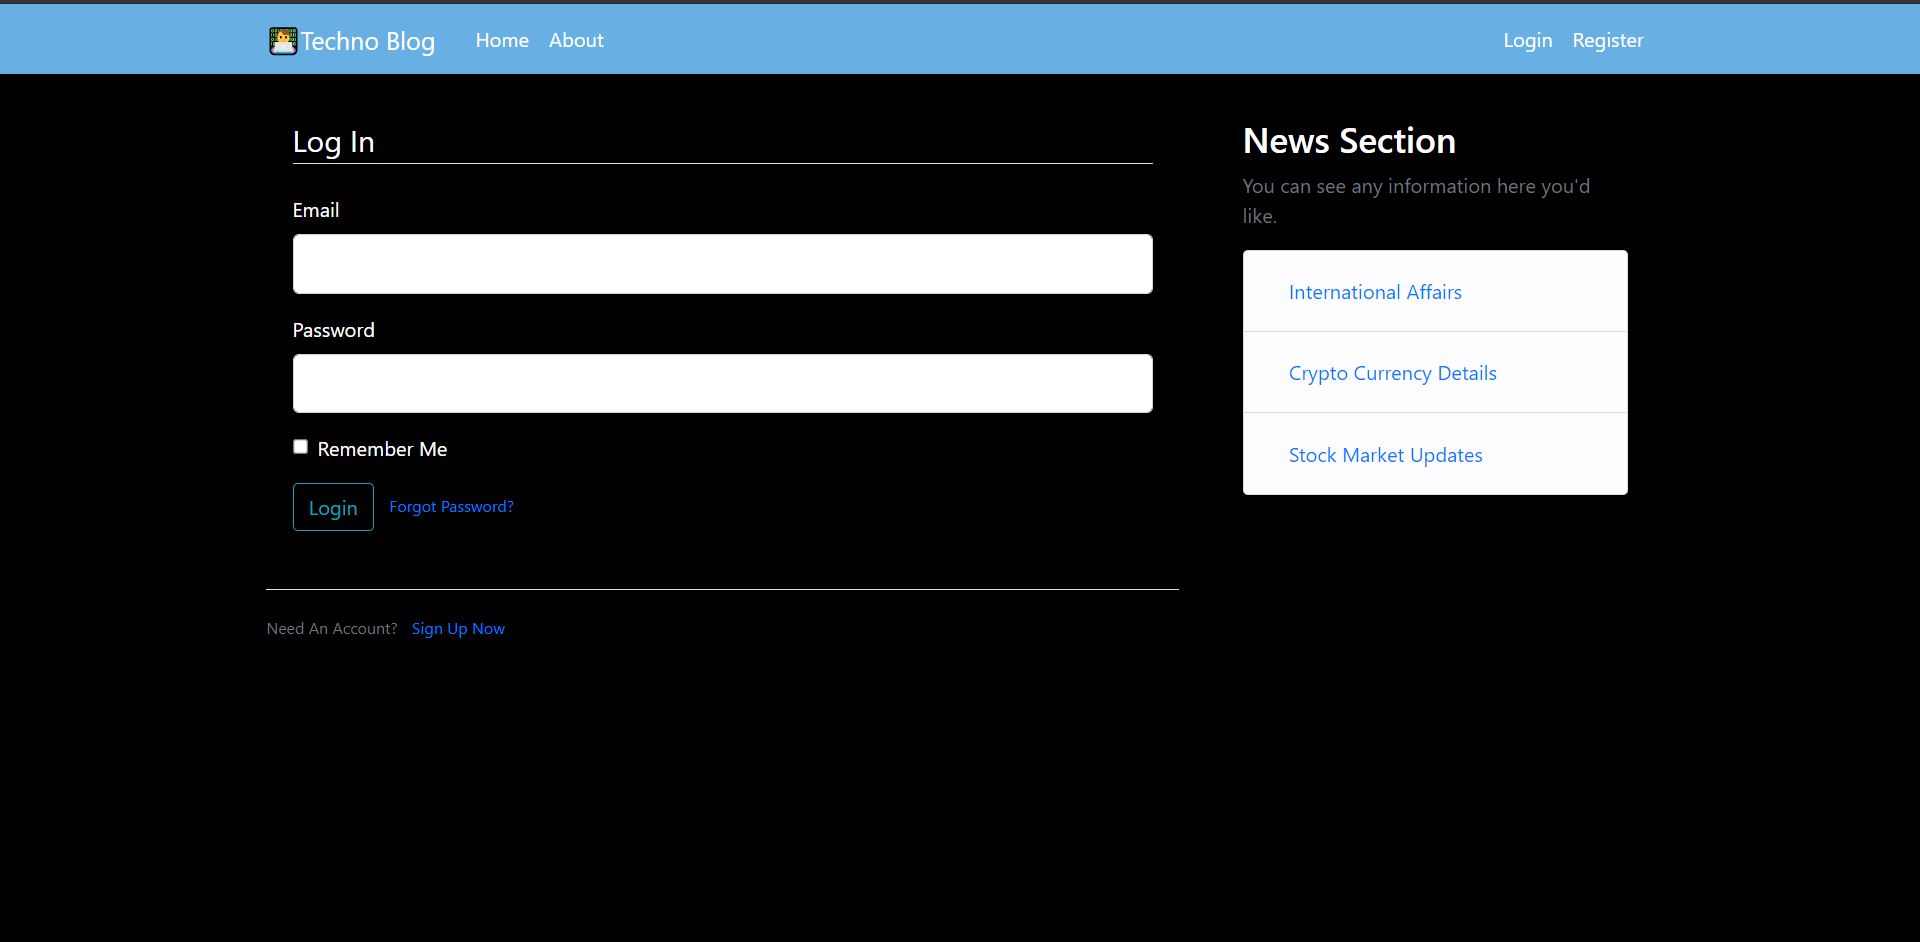 Techno Blog Home About Login Register
Log In
Email
Password
Remember Me
Login Forgot Password?
Need An Account? Sign Up Now
News Section
You can see any information here you'd
like.
International Affairs
Crypto Currency Details
Stock Market Updates